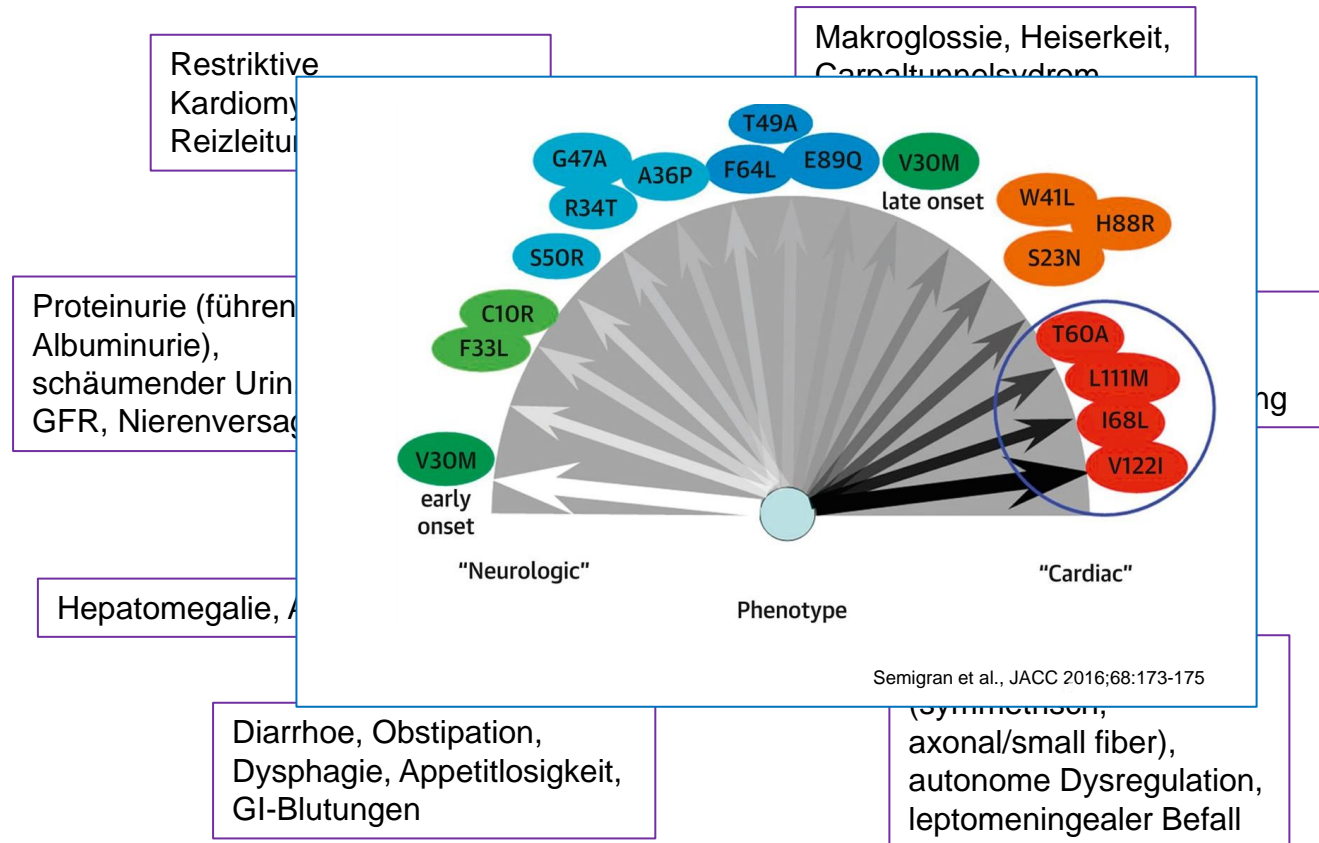 Restriktive
Reizleitu
Makroglossie, Heiserkeit,
Carpaltunnelsydrom
T49A
G47A
A36P
F64L
E89Q
V30M
late onset
R34T
W41L
H88R
S23N
S50R
C10R
F33L
T60A
L111M
I68L
V122I
V30M
early
onset
"Neurologic"
"Cardiac"
Phenotype
Semigran et al., JACC 2016;68:173-175
Proteinurie (führen
Albuminurie),
schäumender Urin
GFR, Nierenversag
ng
Hepatomegalie,
Diarrhoe, Obstipation,
Dysphagie, Appetitlosigkeit,
GI-Blutungen
(symmetrisch,
axonal/small fiber),
autonome Dysregulation,
leptomeningealer Befall